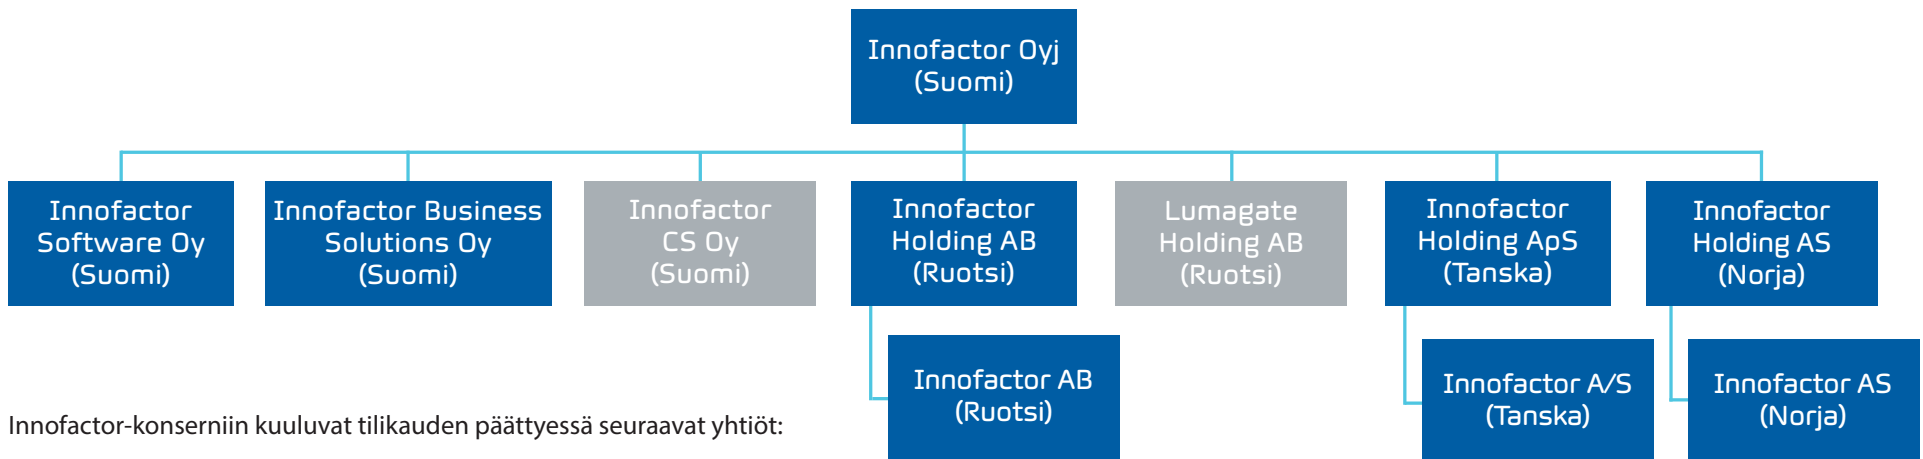 Innofactor Oyj
(Suomi)
Innofactor
Software Oy
(Suomi)
Innofactor Business
Solutions Oy
(Suomi)
Innofactor
CS Oy
(Suomi)
Innofactor
Holding AB
(Ruotsi)
Lumagate
Holding AB
(Ruotsi)
Innofactor
Holding ApS
(Tanska)
Innofactor
Holding AS
(Norja)
Innofactor AB
(Ruotsi)
Innofactor A/S
(Tanska)
Innofactor AS
(Norja)
Innofactor-konserniin kuuluvat tilikauden päättyessä seuraavat yhtiöt: